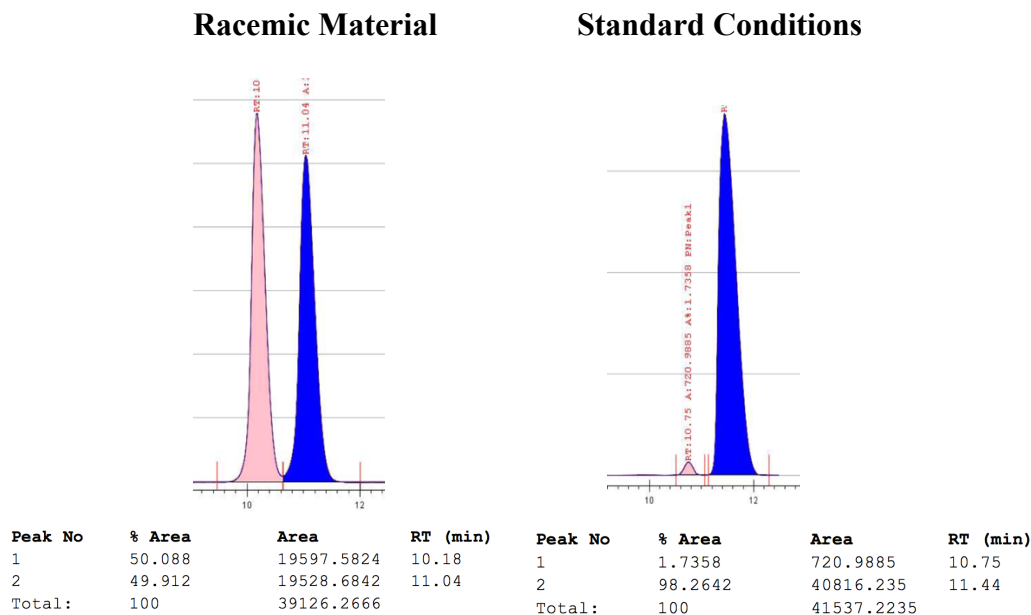 Racemic Material
Standard Conditions
RT:10
RT:11.04 A:
10
12
R
RT:10.75 A:720.9885 A%:1.7358 PN:Peak1
10
12
Peak No % Area Area RT (min)
1 50.088 19597.5824 10.18
2 49.912 19528.6842 11.04
Total: 100 39126.2666
Peak No % Area Area RT (min)
1 1.7358 720.9885 10.75
2 98.2642 40816.235 11.44
Total: 100 41537.2235